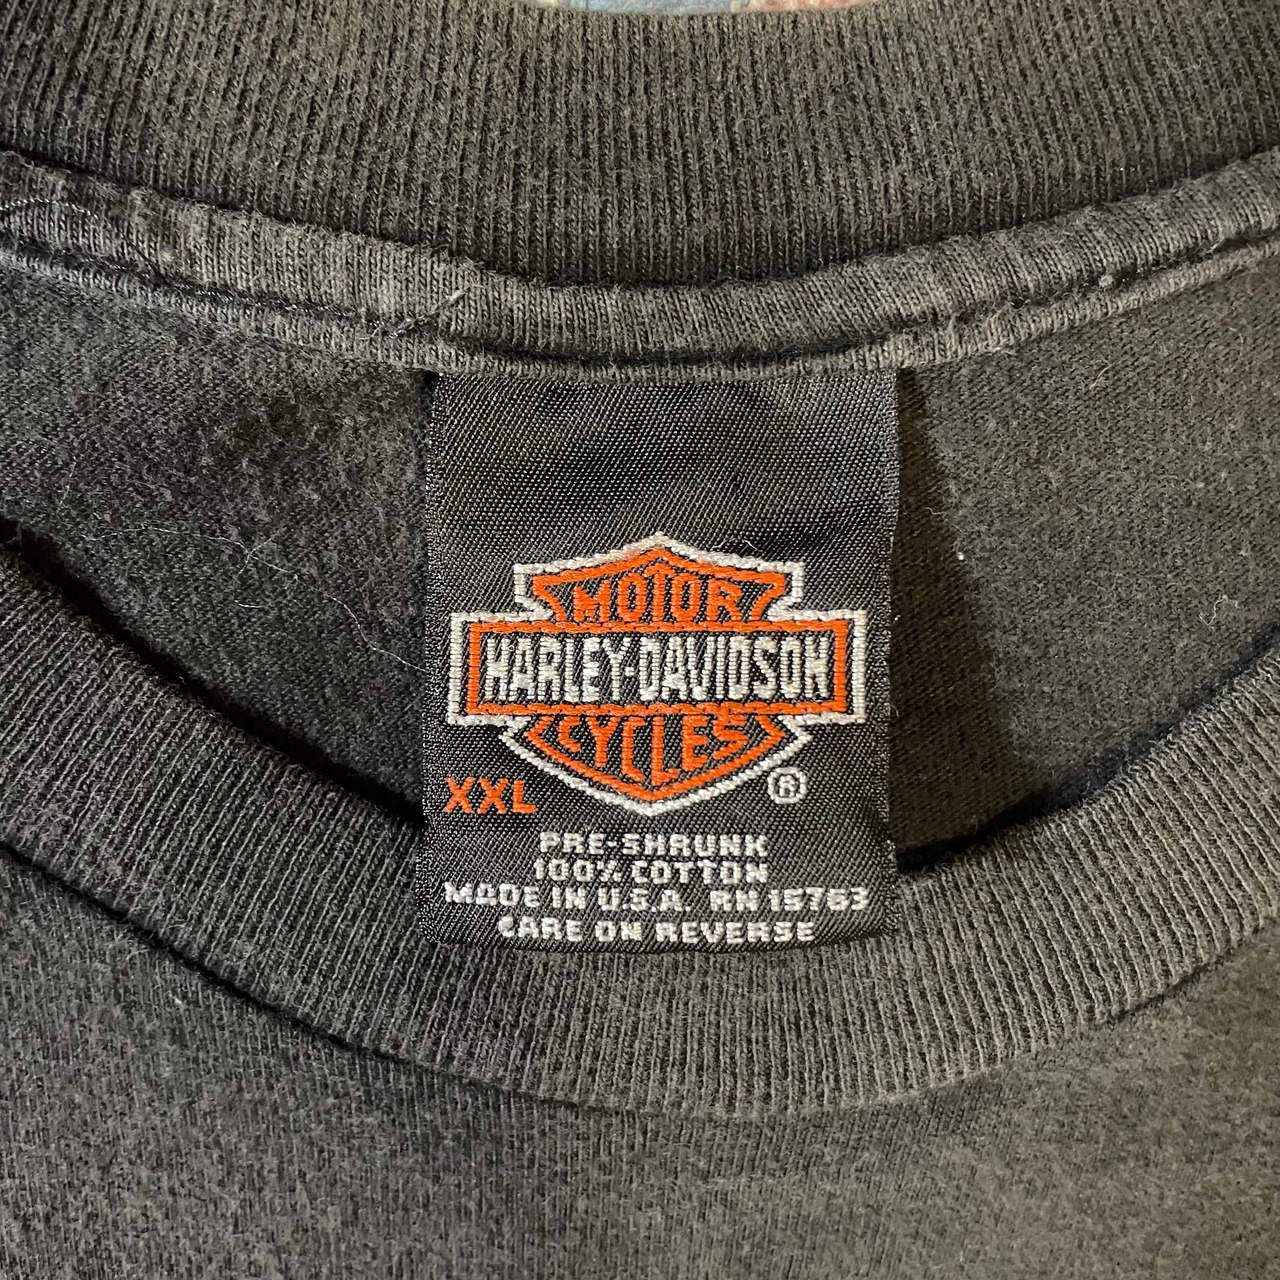 MOTOR
HARLEY-DAVIDSON
CYCLES
XXL
®
PRE-SHRUNK
100% COTTON
MADE IN U.S.A. RN 15763
CARE ON REVERSE